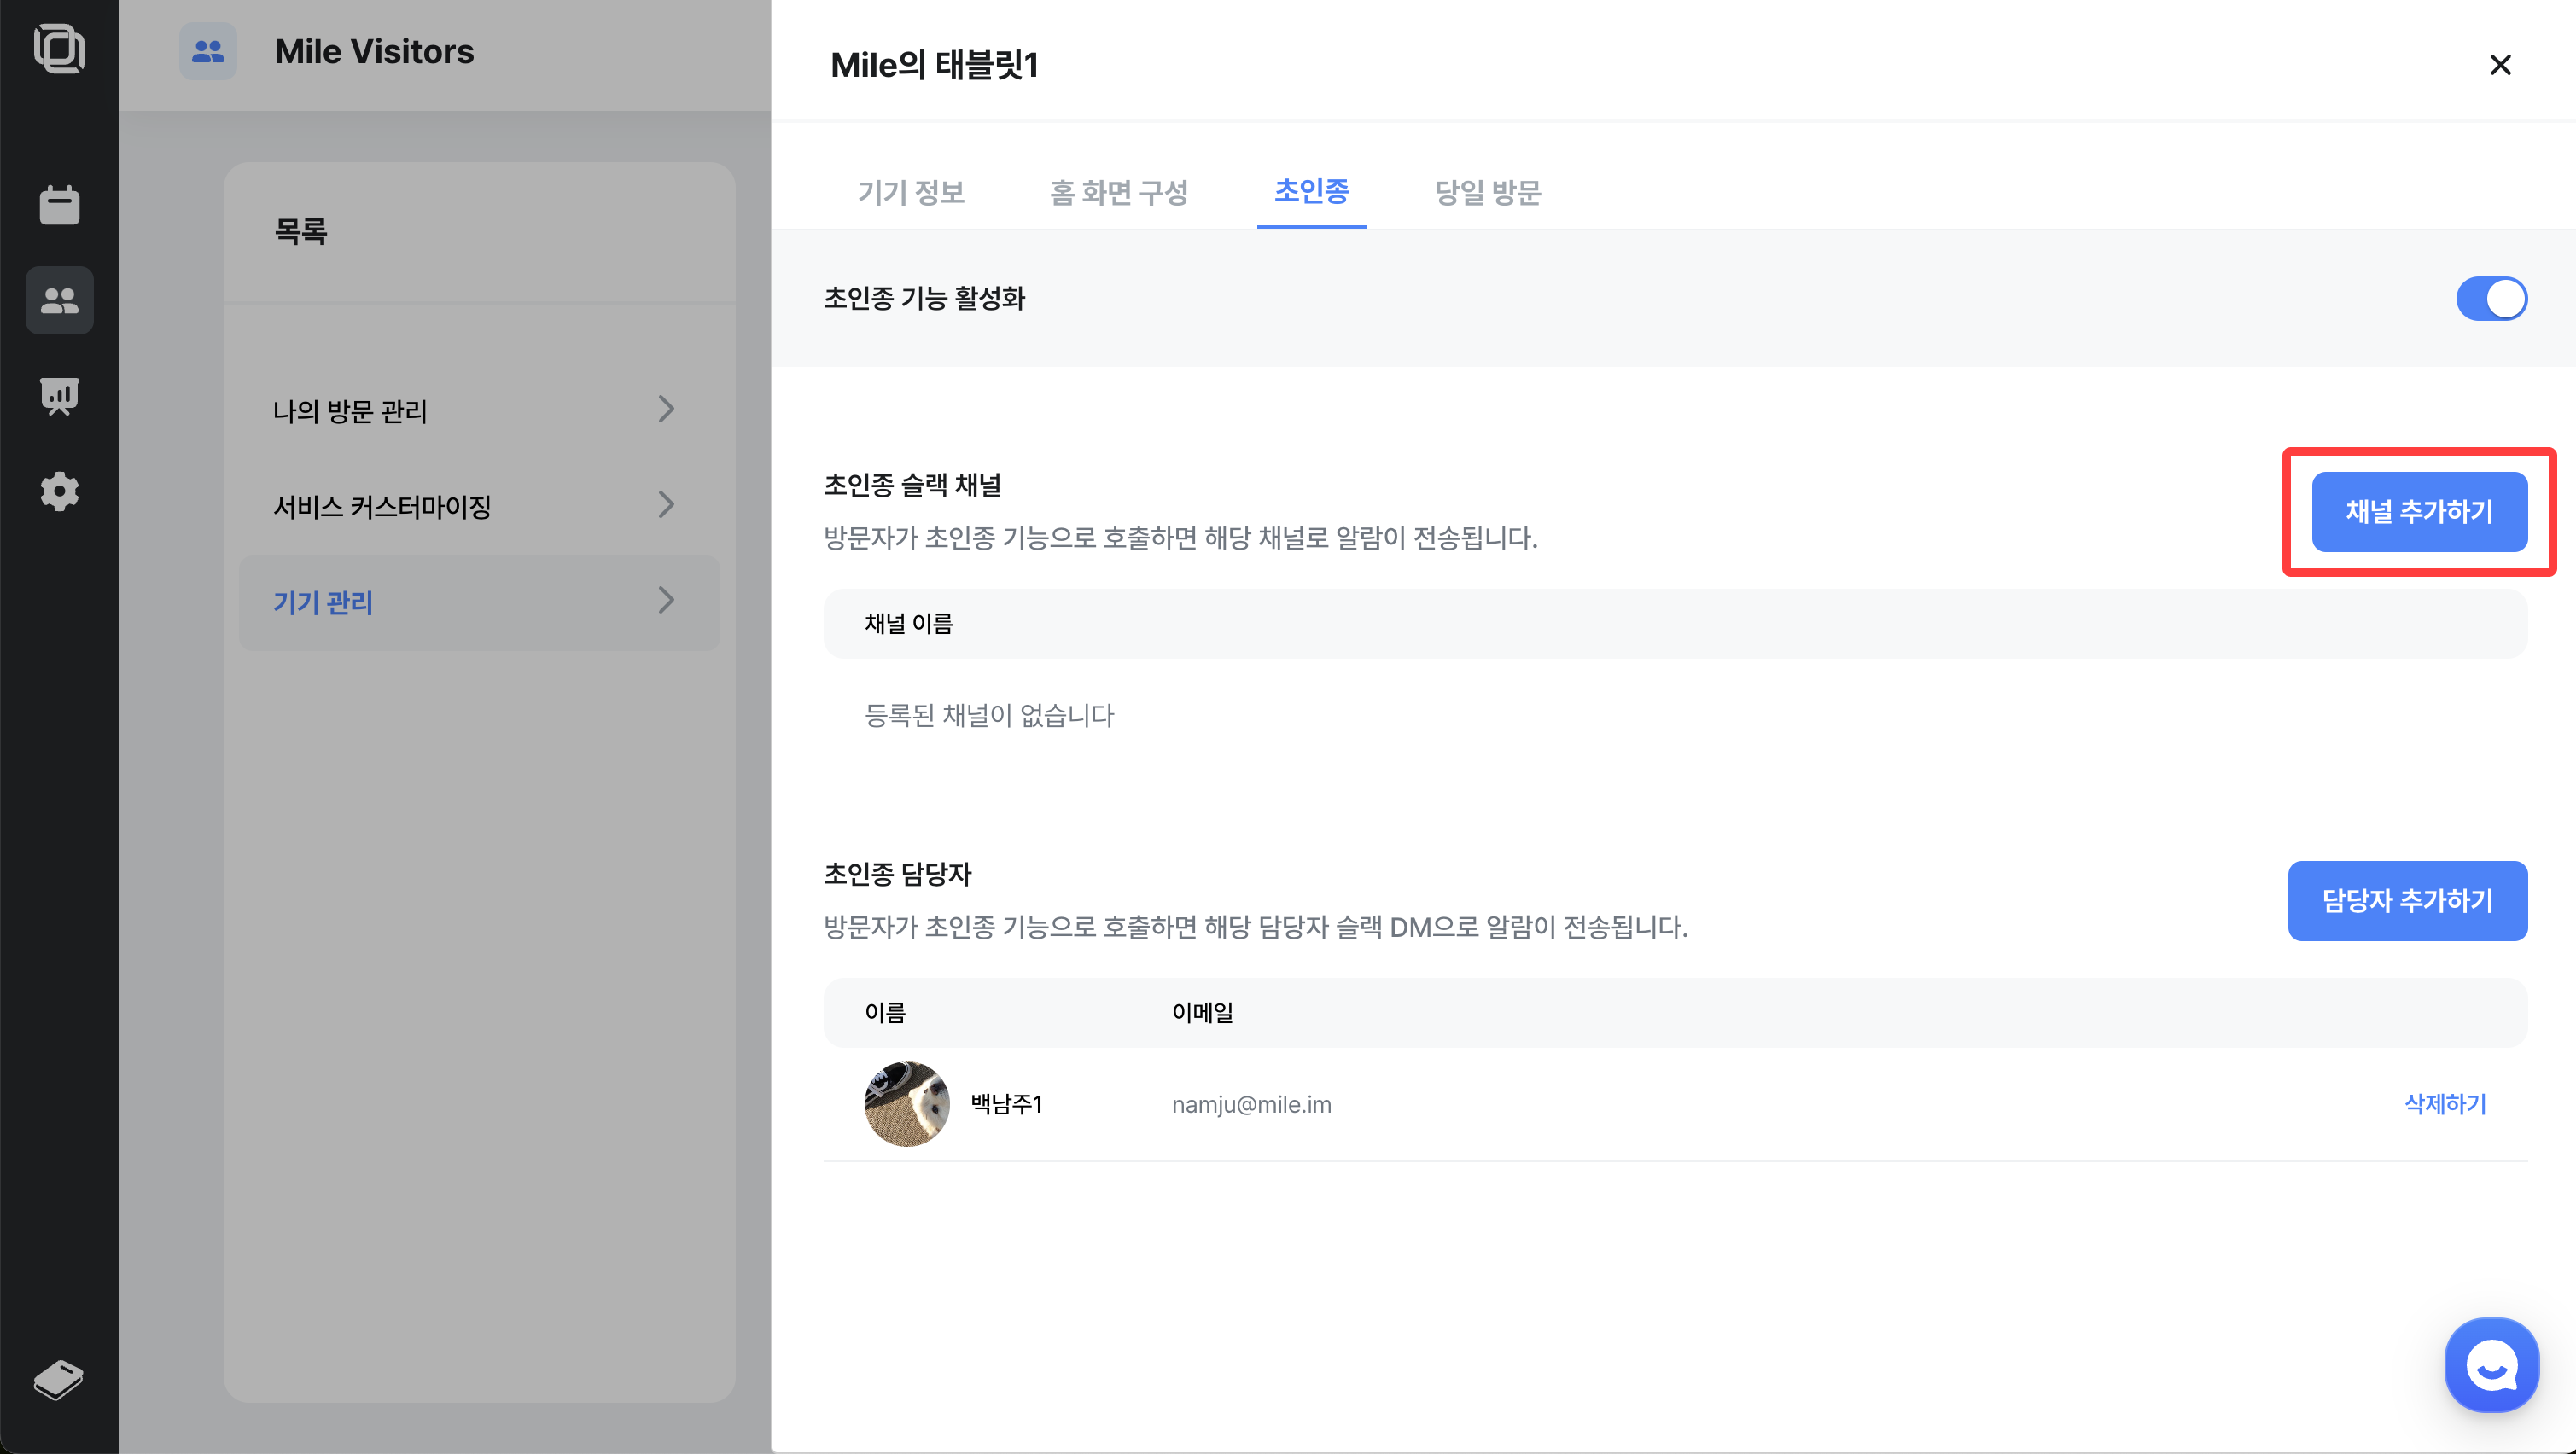 Mile Visitors
목록
나의 방문 관리
서비스 커스터마이징
기기 관리
Mile의 태블릿1
기기 정보
홈 화면 구성
초인종
당일 방문
초인종 기능 활성화
초인종 슬랙 채널
방문자가 초인종 기능으로 호출하면 해당 채널로 알람이 전송됩니다.
채널 추가하기
채널 이름
등록된 채널이 없습니다
초인종 담당자
방문자가 초인종 기능으로 호출하면 해당 담당자 슬랙 DM으로 알람이 전송됩니다.
담당자 추가하기
이름 이메일
백남주1 namju@mile.im 삭제하기